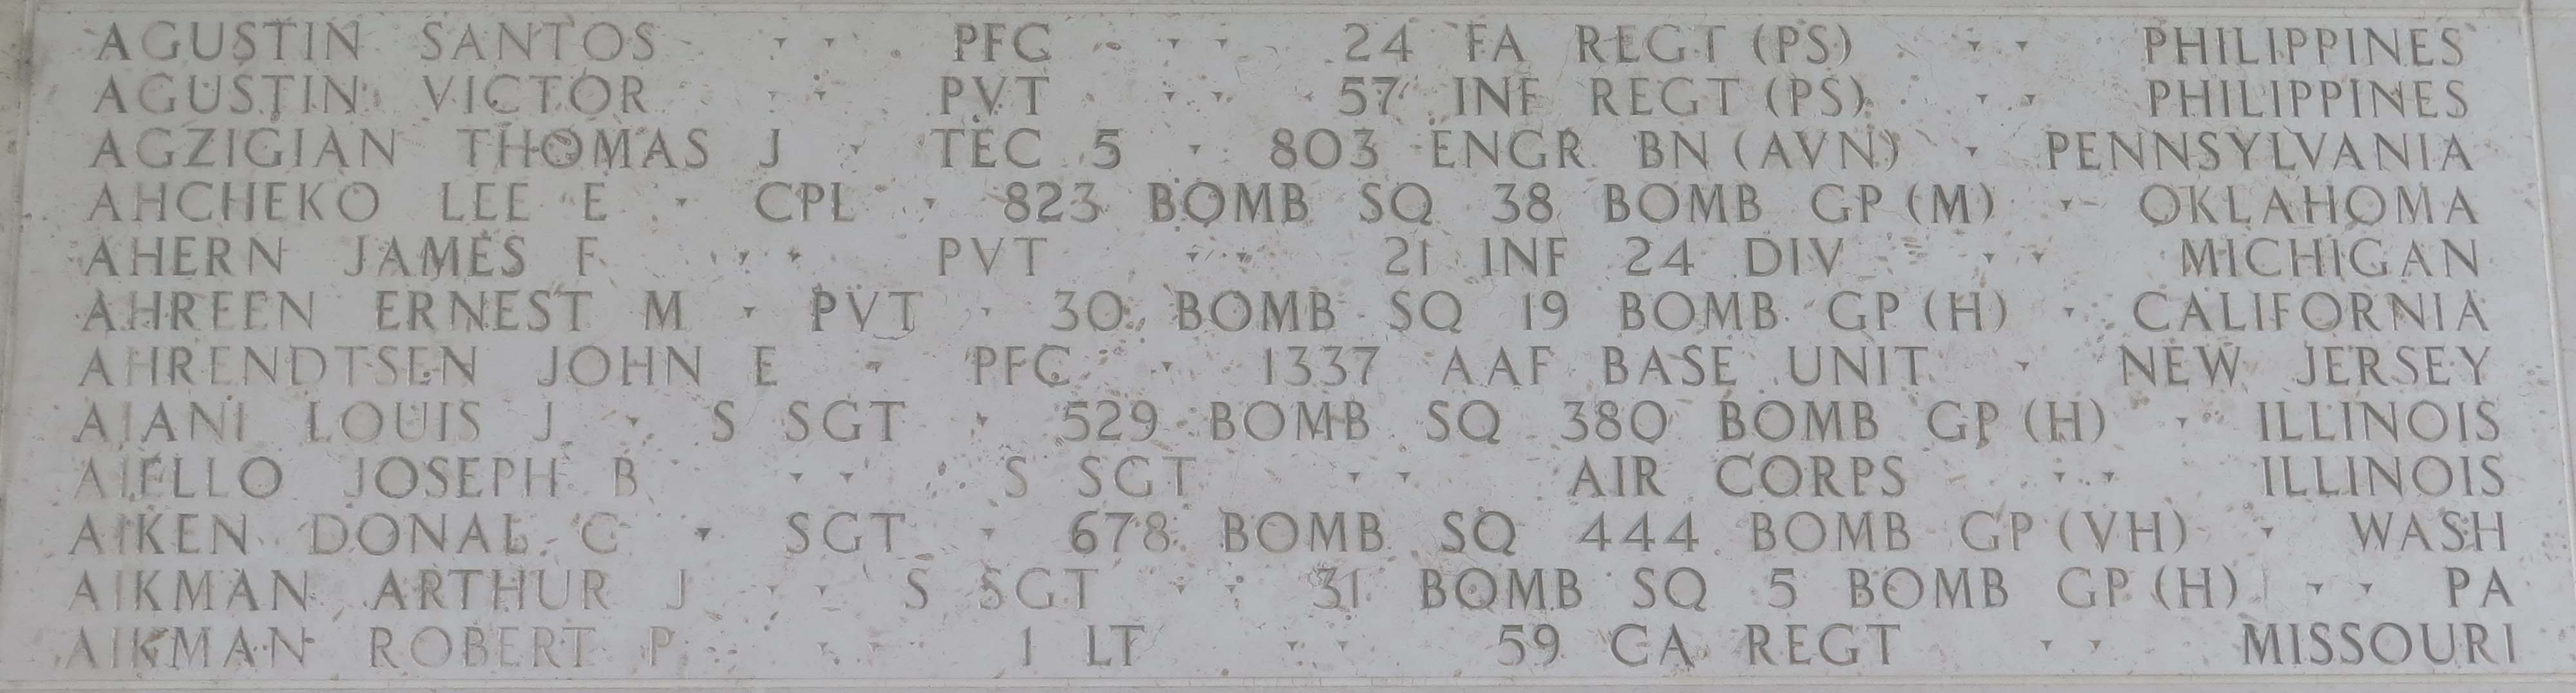 AGUSTIN SANTOS · · PFC · · 24 FA REGT (PS) · · PHILIPPINES
AGUSTIN VICTOR · · PVT · · 57 INF REGT (PS) · · PHILIPPINES
AGZIGIAN THOMAS J · TEC 5 · 803 ENGR BN (AVN) · PENNSYLVANIA
AHCHEKO LEE E · CPL · 823 BOMB SQ 38 BOMB GP (M) · OKLAHOMA
AHERN JAMES F · · PVT · · 21 INF 24 DIV · · MICHIGAN
AHREEN ERNEST M · PVT · 30 BOMB SQ 19 BOMB GP (H) · CALIFORNIA
AHRENDTSEN JOHN E · PFC · 1337 AAF BASE UNIT · NEW JERSEY
AIANI LOUIS J · S SGT · 529 BOMB SQ 380 BOMB GP (H) · ILLINOIS
AIELLO JOSEPH B · · S SGT · · AIR CORPS · · ILLINOIS
AIKEN DONAL C · SGT · 678 BOMB SQ 444 BOMB GP (VH) · WASH
AIKMAN ARTHUR J · · S SGT · · 31 BOMB SQ 5 BOMB GP (H) · · PA
AIKMAN ROBERT P · · 1 LT · · 59 CA REGT · · MISSOURI